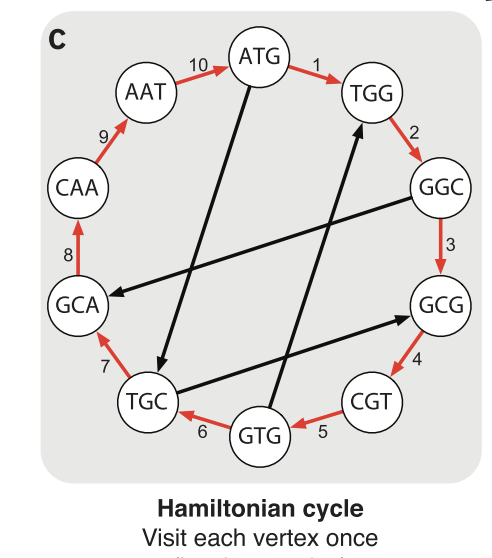 C
ATG
TGG
GGC
GCG
CGT
GTG
TGC
GCA
CAA
AAT
1
2
3
4
5
6
7
8
9
10
Hamiltonian cycle
Visit each vertex once